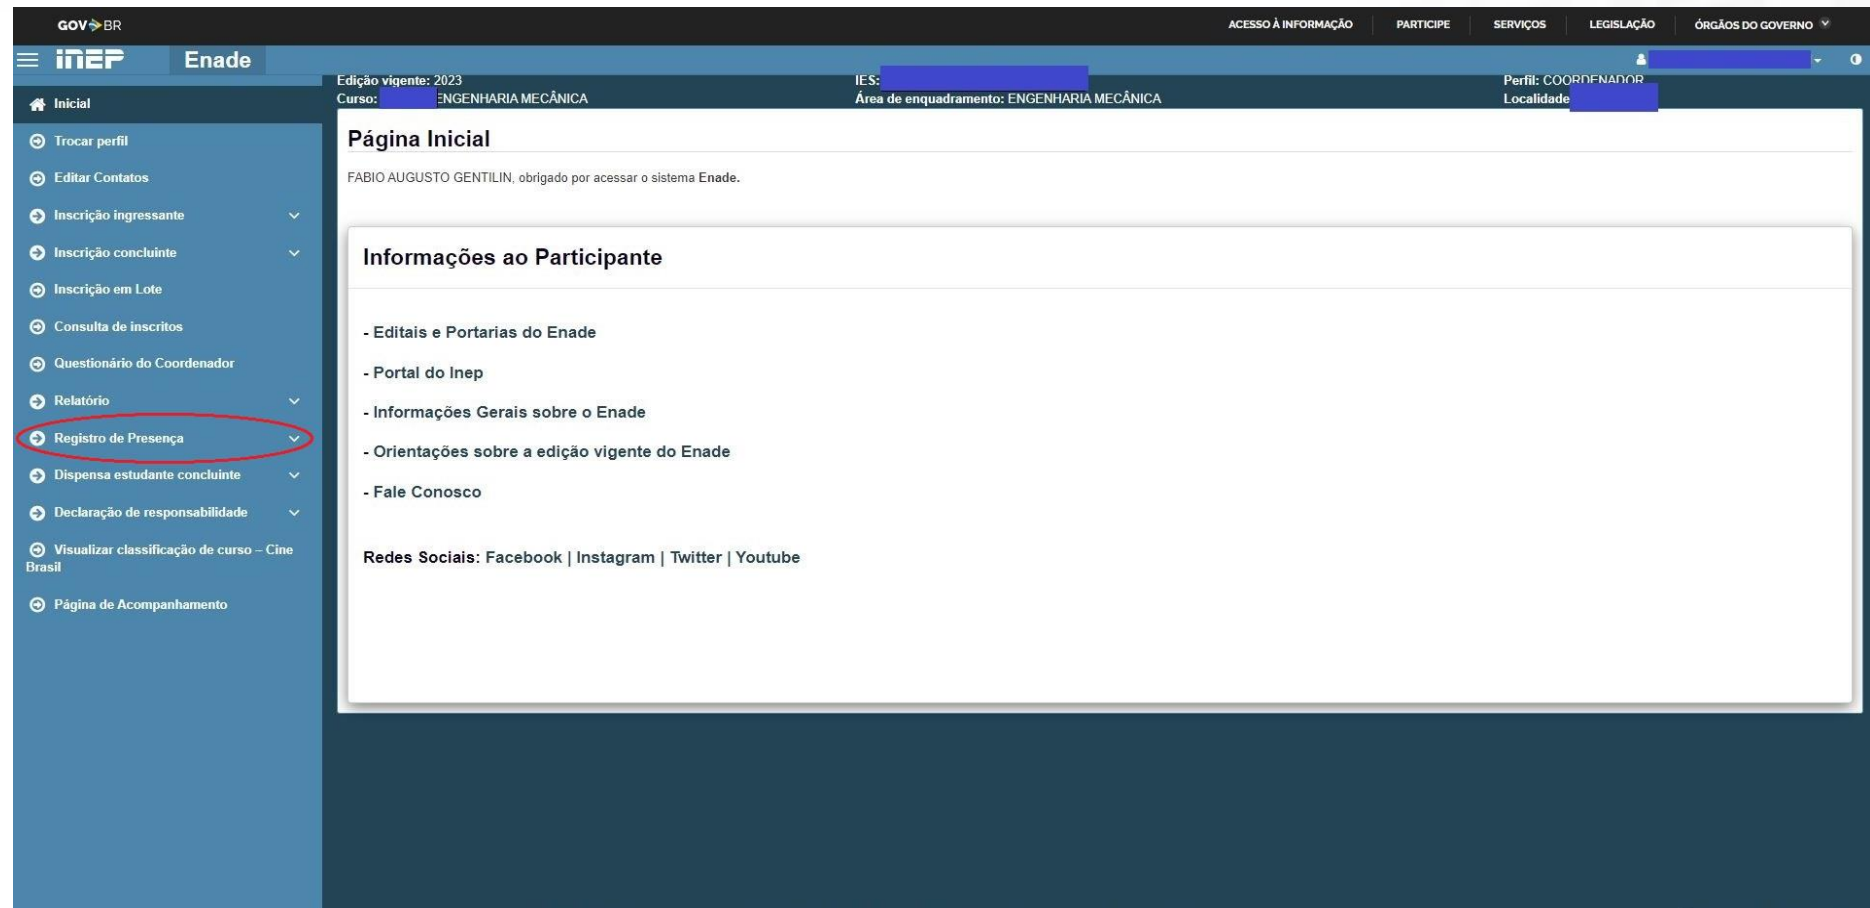 GOV BR
ACESSO À INFORMAÇÃO
PARTICIPE
SERVIÇOS
LEGISLAÇÃO
ÓRGÃOS DO GOVERNO
inep
Enade
Edição vigente: 2023
IES:
Perfil: COORDENADOR
Curso: ENGENHARIA MECÂNICA
Área de enquadramento: ENGENHARIA MECÂNICA
Localidade
Inicial
Trocar perfil
Editar Contatos
Inscrição ingressante
Inscrição concluinte
Inscrição em Lote
Consulta de inscritos
Questionário do Coordenador
Relatório
Registro de Presença
Dispensa estudante concluinte
Declaração de responsabilidade
Visualizar classificação de curso – Cine
Brasil
Página de Acompanhamento
Página Inicial
FABIO AUGUSTO GENTILIN, obrigado por acessar o sistema Enade.
Informações ao Participante
- Editais e Portarias do Enade
- Portal do Inep
- Informações Gerais sobre o Enade
- Orientações sobre a edição vigente do Enade
- Fale Conosco
Redes Sociais: Facebook | Instagram | Twitter | Youtube